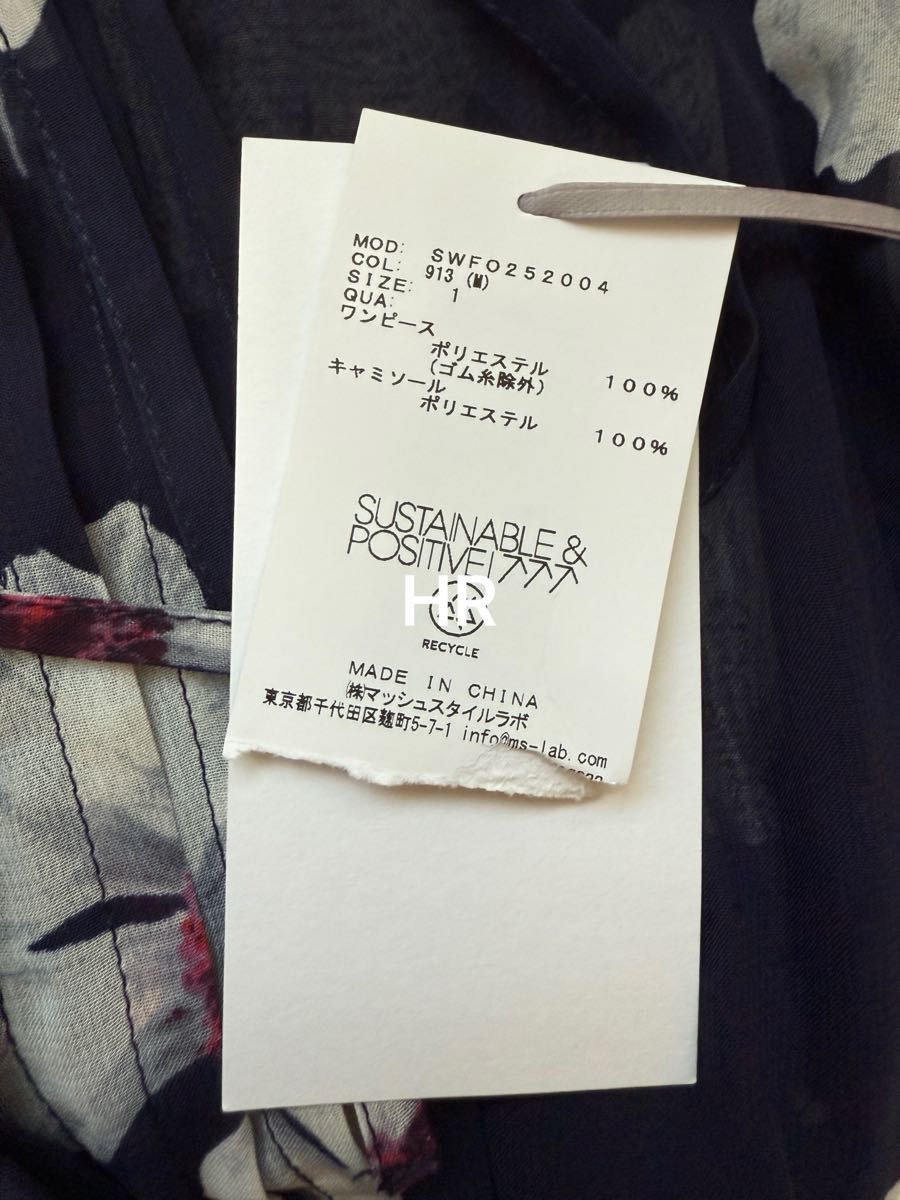 MOD: SWFO252004
COL: 913 (M)
SIZE: 1
QUA:
ワンピース
ポリエステル 100%
(ゴム糸除外)
キャミソール
ポリエステル 100%
SUSTAINABLE &
POSITIVE!
HR
RECYCLE
MADE IN CHINA
㈱マッシュスタイルラボ
東京都千代田区麹町5-7-1 info@ms-lab.com